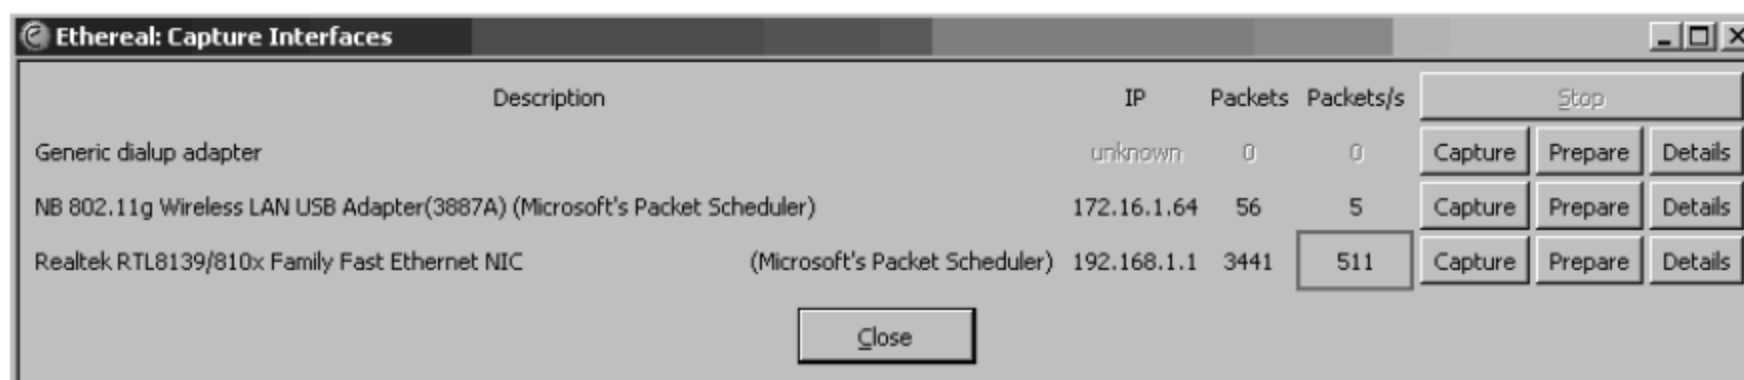 Ethereal: Capture Interfaces
Description IP Packets Packets/s Stop
Generic dialup adapter unknown 0 0 Capture Prepare Details
NB 802.11g Wireless LAN USB Adapter(3887A) (Microsoft's Packet Scheduler) 172.16.1.64 56 5 Capture Prepare Details
Realtek RTL8139/810x Family Fast Ethernet NIC (Microsoft's Packet Scheduler) 192.168.1.1 3441 511 Capture Prepare Details
Close